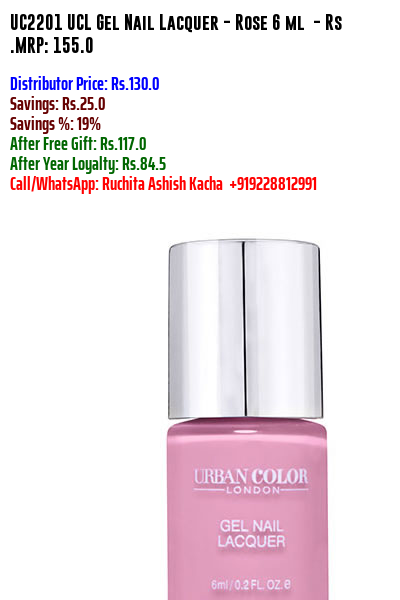 UC2201 UCL Gel Nail Lacquer - Rose 6 ml - Rs
.MRP: 155.0
Distributor Price: Rs.130.0
Savings: Rs.25.0
Savings %: 19%
After Free Gift: Rs.117.0
After Year Loyalty: Rs.84.5
Call/WhatsApp: Ruchita Ashish Kacha +919228812991
URBAN COLOR
LONDON
GEL NAIL
LACQUER
6ml / 0.2 FL. OZ. e